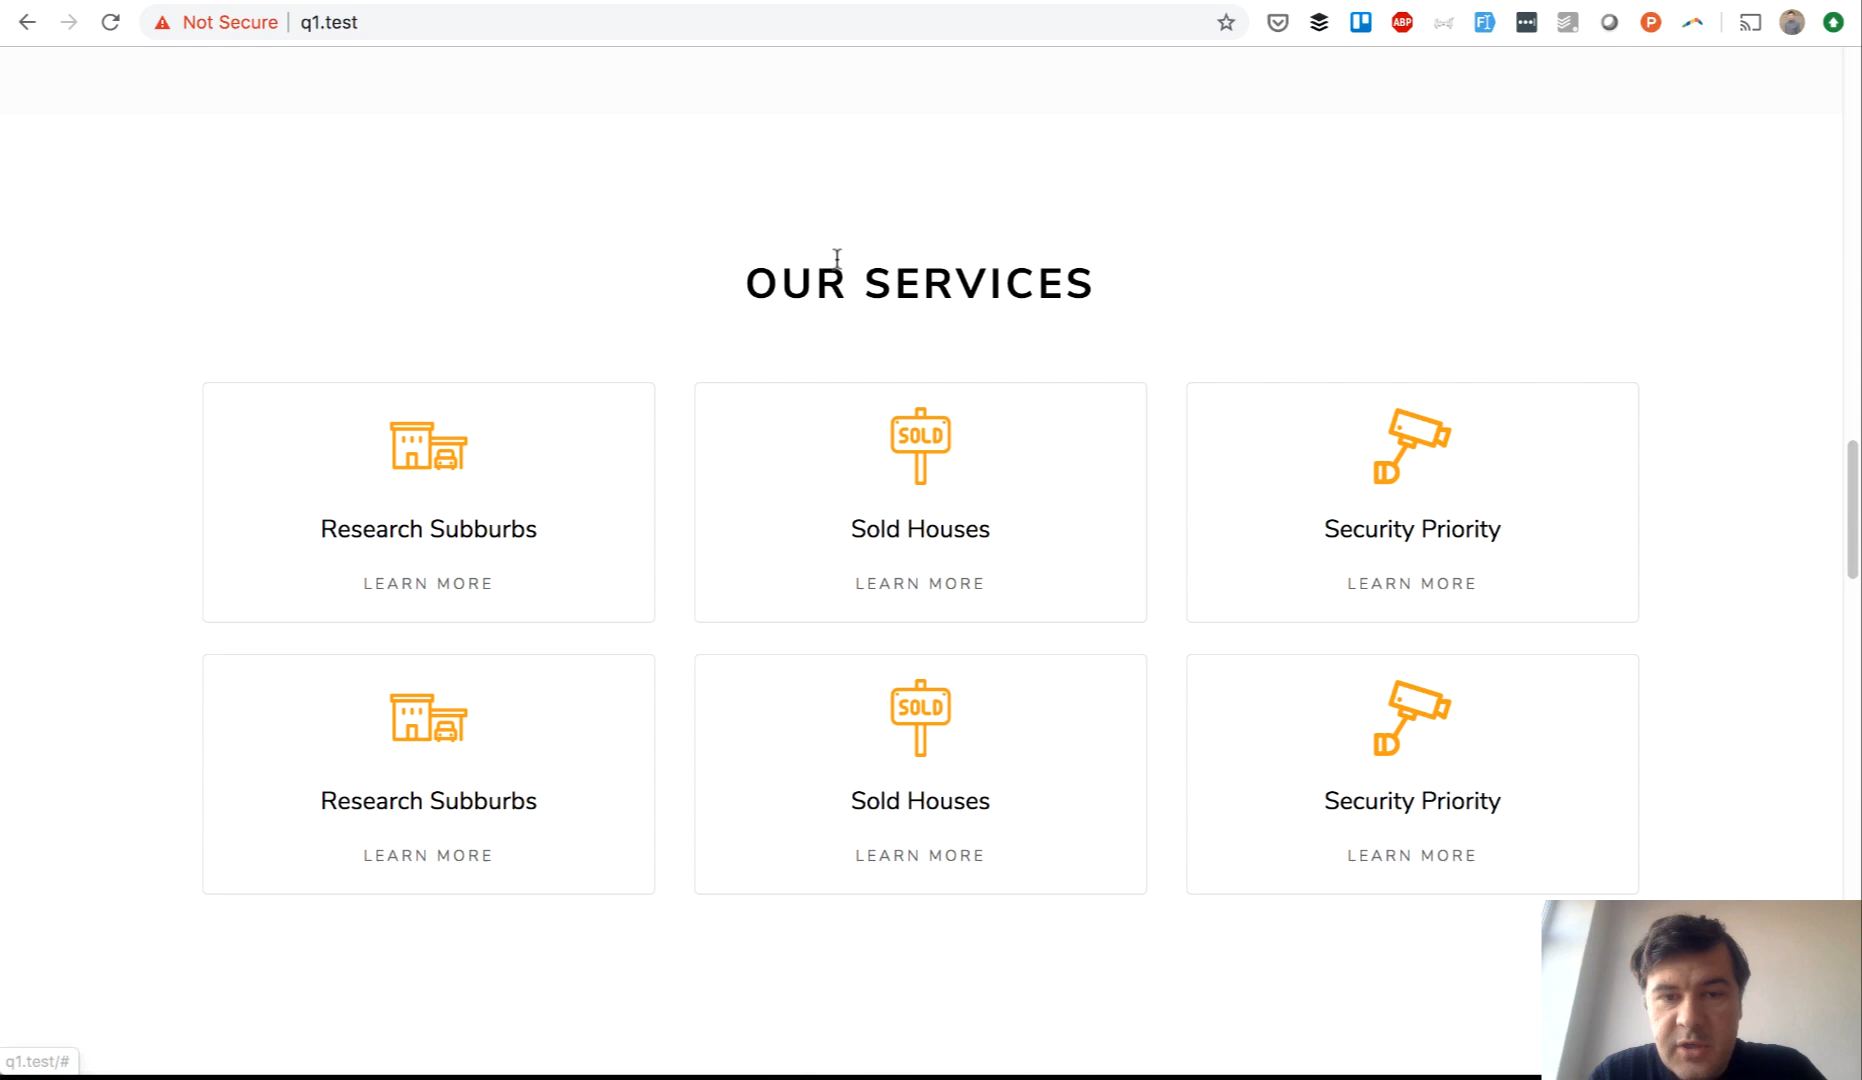 Not Secure | q1.test
ABP
P
OUR SERVICES
SOLD
Research Subburbs
Sold Houses
Security Priority
LEARN MORE
LEARN MORE
LEARN MORE
SOLD
Research Subburbs
Sold Houses
Security Priority
LEARN MORE
LEARN MORE
LEARN MORE
q1.test/#